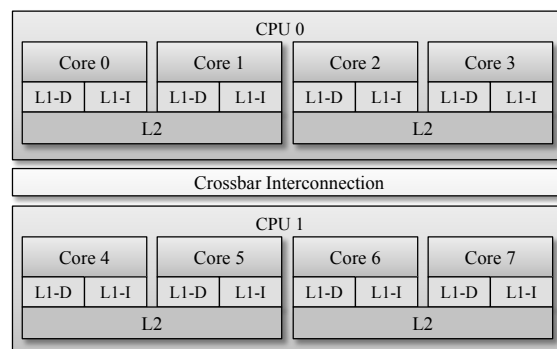 CPU 0
Core 0 Core 1 Core 2 Core 3
L1-D L1-I L1-D L1-I L1-D L1-I L1-D L1-I
L2 L2
Crossbar Interconnection
CPU 1
Core 4 Core 5 Core 6 Core 7
L1-D L1-I L1-D L1-I L1-D L1-I L1-D L1-I
L2 L2